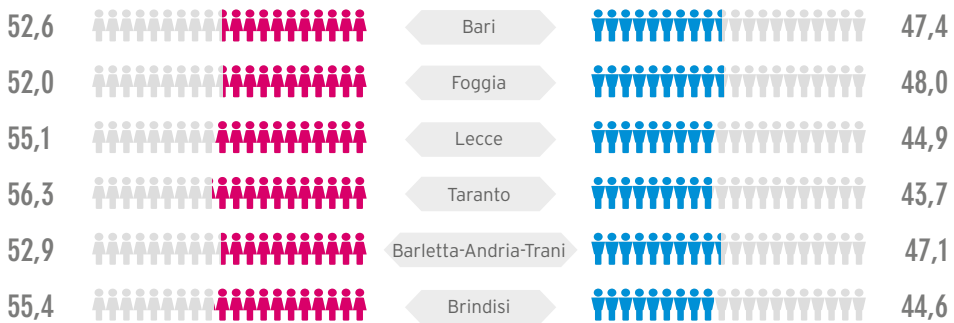 52,6 Bari 47,4
52,0 Foggia 48,0
55,1 Lecce 44,9
56,3 Taranto 43,7
52,9 Barletta-Andria-Trani 47,1
55,4 Brindisi 44,6